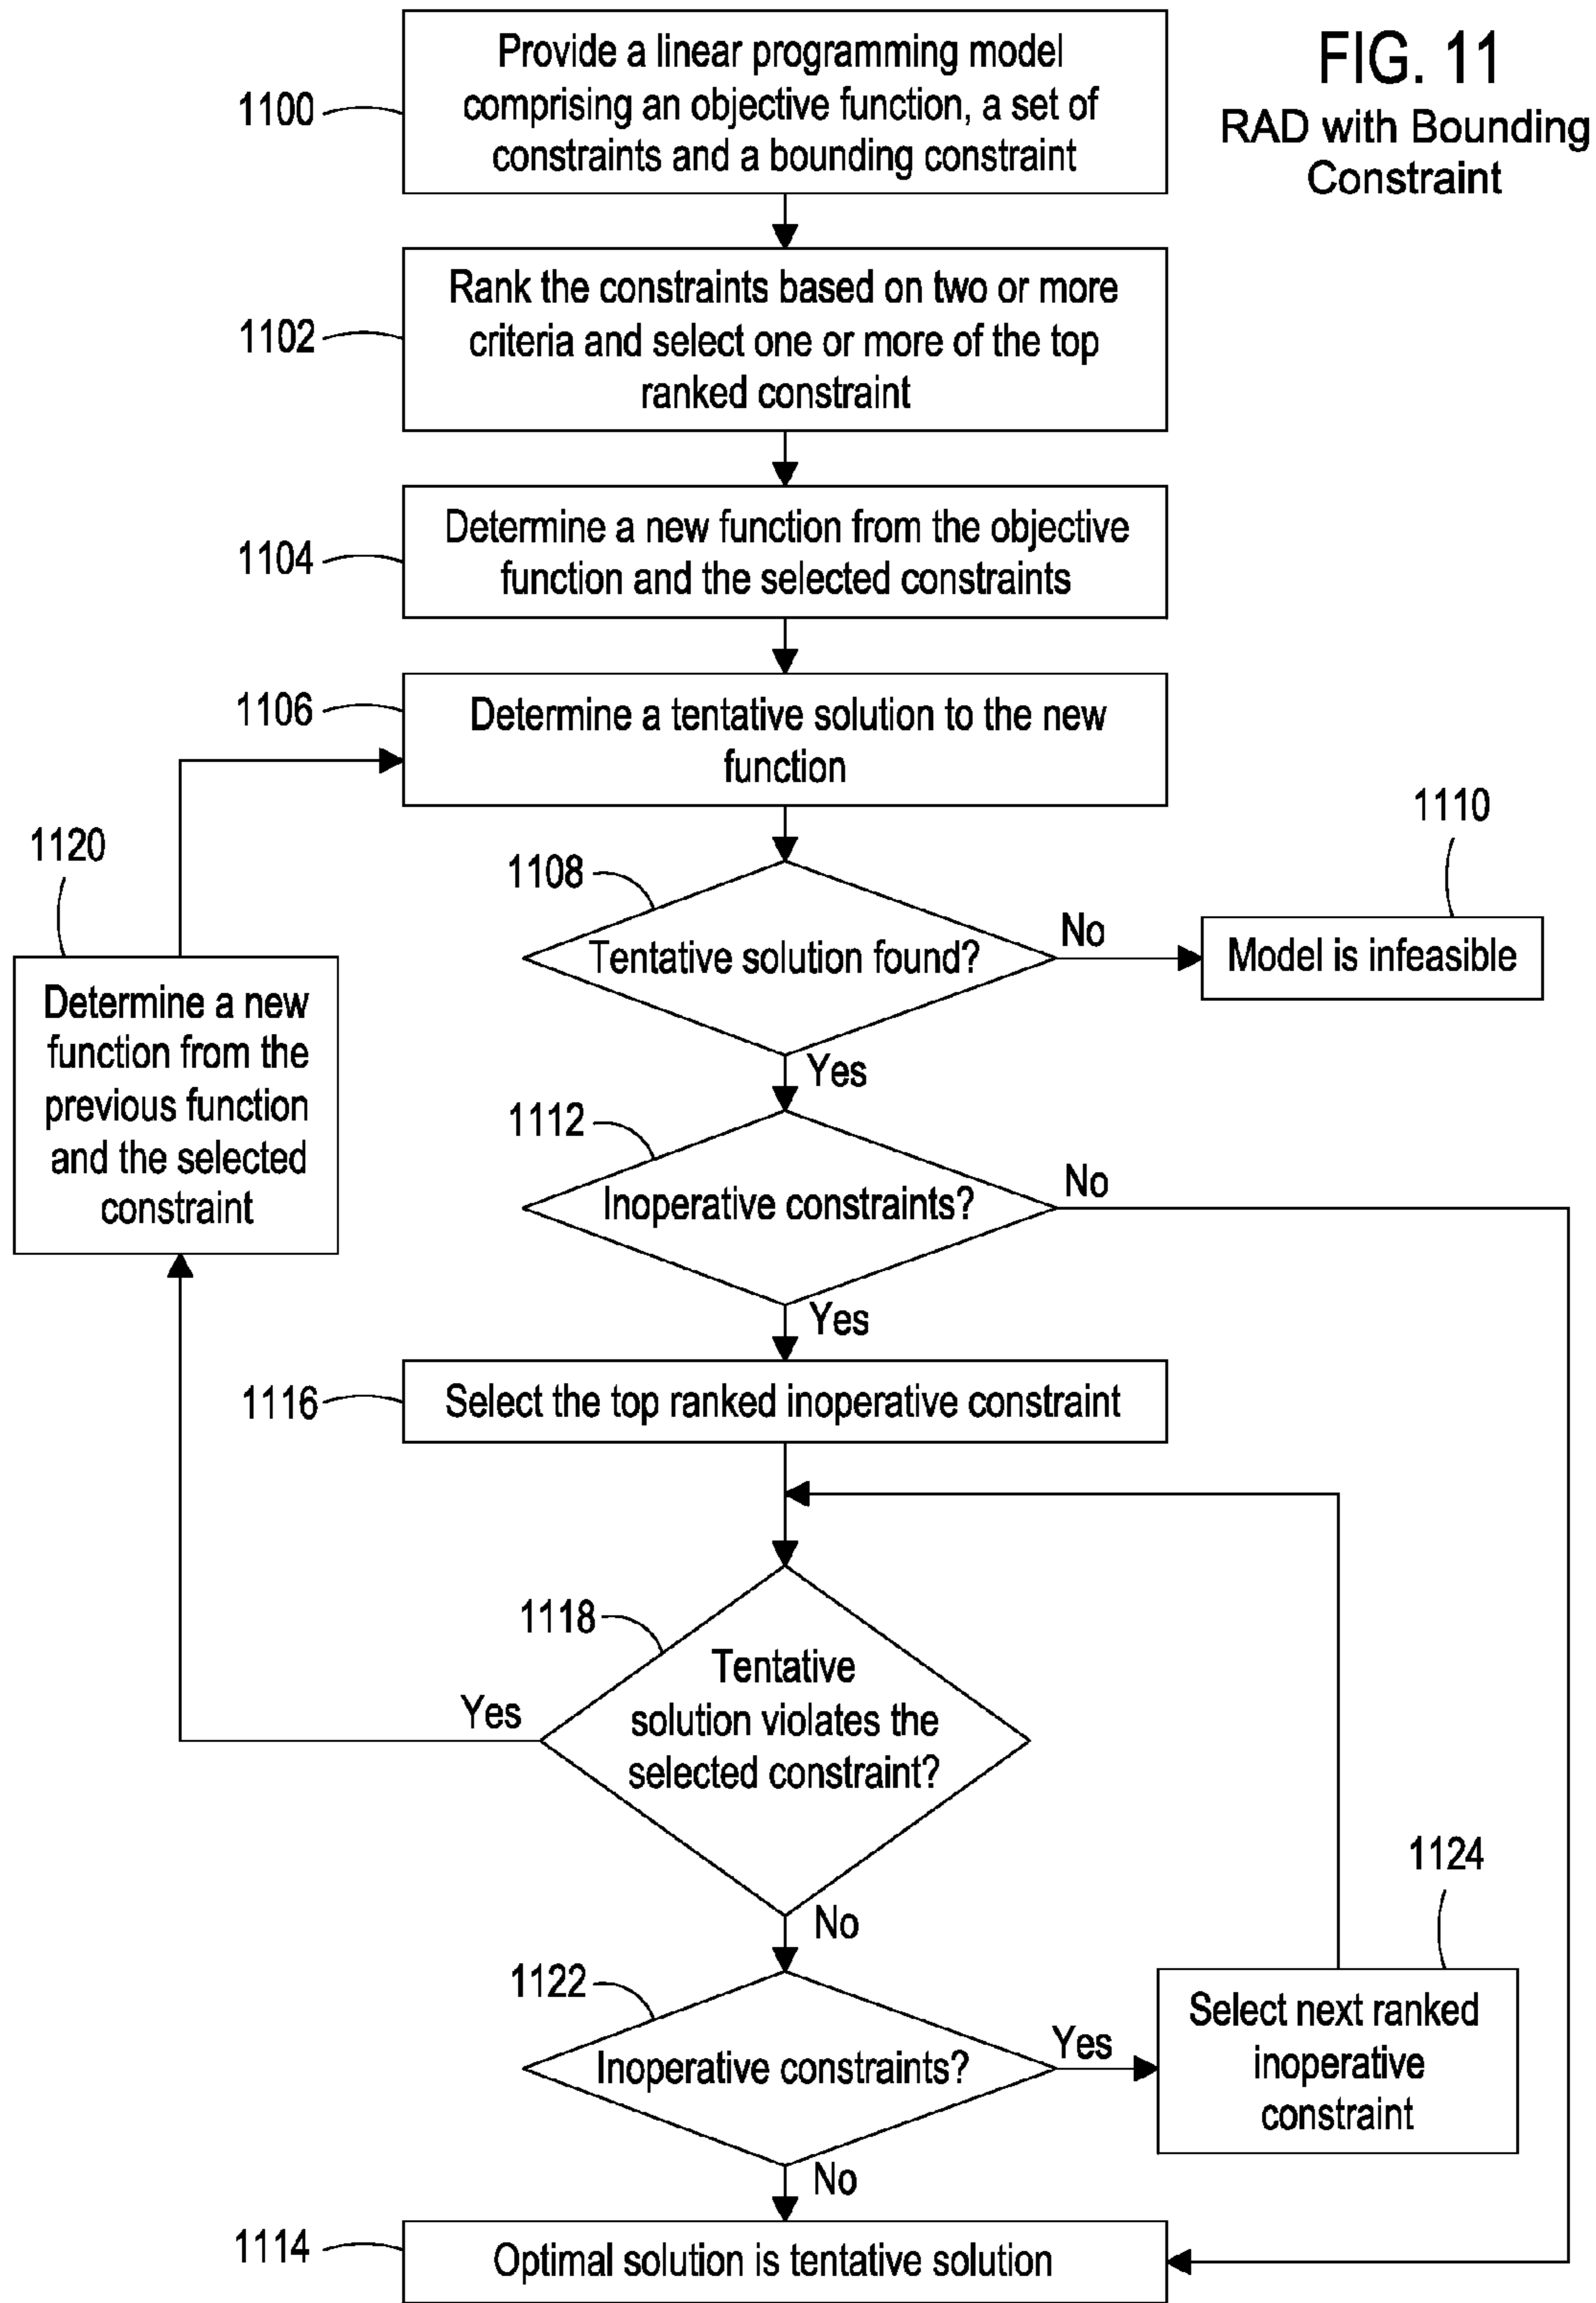 FIG. 11
RAD with Bounding
Constraint
1100
Provide a linear programming model
comprising an objective function, a set of
constraints and a bounding constraint
1102
Rank the constraints based on two or more
criteria and select one or more of the top
ranked constraint
1104
Determine a new function from the objective
function and the selected constraints
1106
Determine a tentative solution to the new
function
1108
Tentative solution found?
No
1110
Model is infeasible
Yes
1120
Determine a new
function from the
previous function
and the selected
constraint
1112
Inoperative constraints?
No
Yes
1116
Select the top ranked inoperative constraint
1118
Tentative
solution violates the
selected constraint?
Yes
No
1122
Inoperative constraints?
Yes
1124
Select next ranked
inoperative
constraint
No
1114
Optimal solution is tentative solution